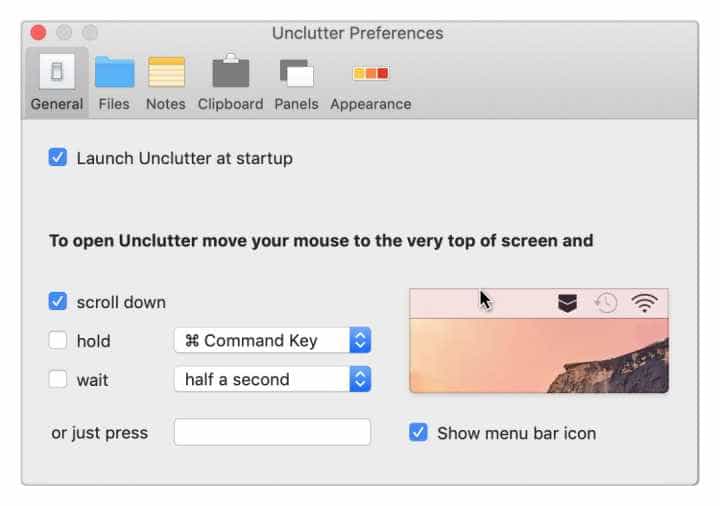 Unclutter Preferences
General Files Notes Clipboard Panels Appearance
Launch Unclutter at startup
To open Unclutter move your mouse to the very top of screen and
scroll down
hold ⌘ Command Key
wait half a second
or just press
Show menu bar icon